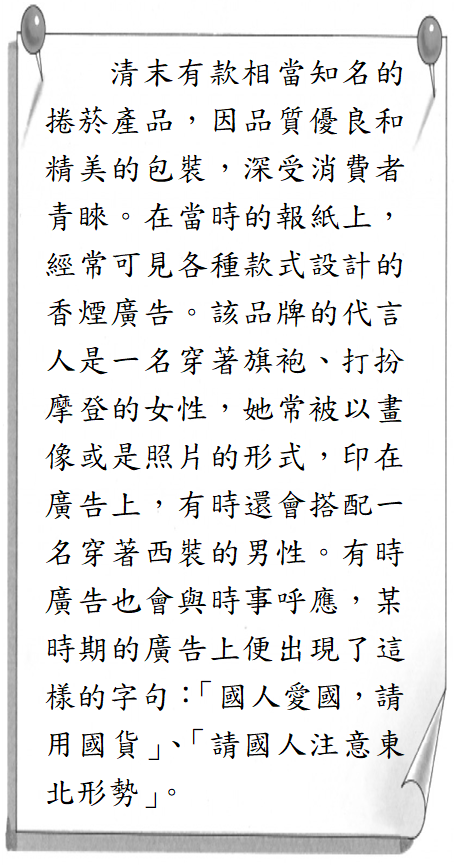 清末有款相當知名的
捲菸產品，因品質優良和
精美的包裝，深受消費者
青睞。在當時的報紙上，
經常可見各種款式設計的
香煙廣告。該品牌的代言
人是一名穿著旗袍、打扮
摩登的女性，她常被以畫
像或是照片的形式，印在
廣告上，有時還會搭配一
名穿著西裝的男性。有時
廣告也會與時事呼應，某
時期的廣告上便出現了這
樣的字句：「國人愛國，請
用國貨」、「請國人注意東
北形勢」。